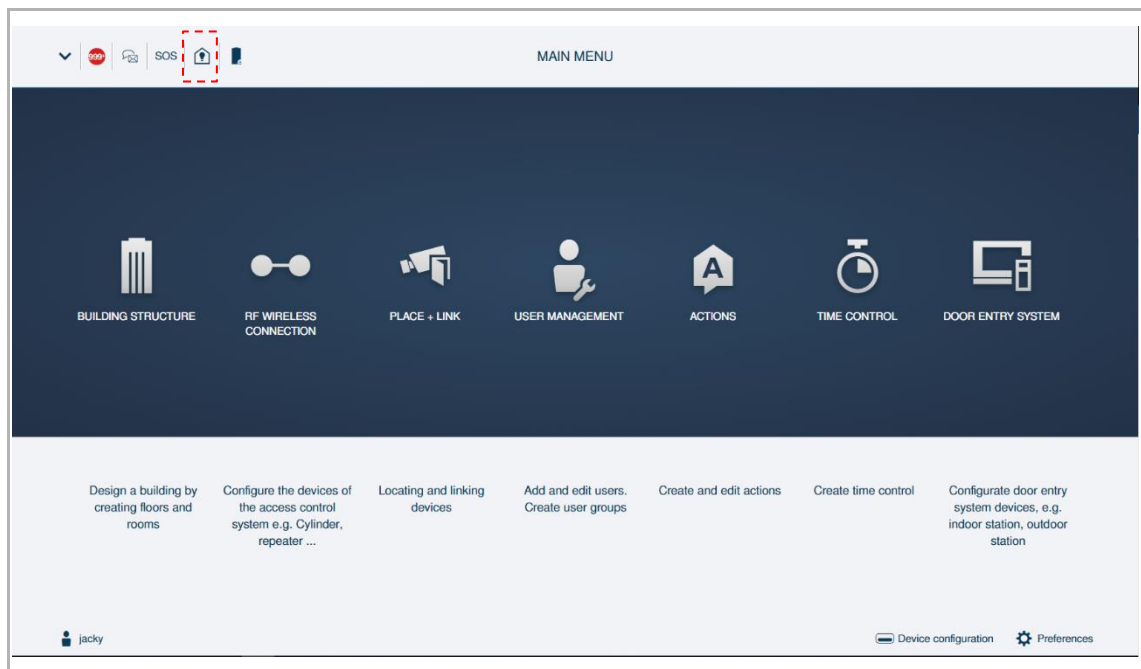 999+
SOS
MAIN MENU
BUILDING STRUCTURE
RF WIRELESS
CONNECTION
PLACE + LINK
USER MANAGEMENT
ACTIONS
TIME CONTROL
DOOR ENTRY SYSTEM
Design a building by
creating floors and
rooms
Configure the devices of
the access control
system e.g. Cylinder,
repeater ...
Locating and linking
devices
Add and edit users.
Create user groups
Create and edit actions
Create time control
Configurate door entry
system devices, e.g.
indoor station, outdoor
station
jacky
Device configuration
Preferences